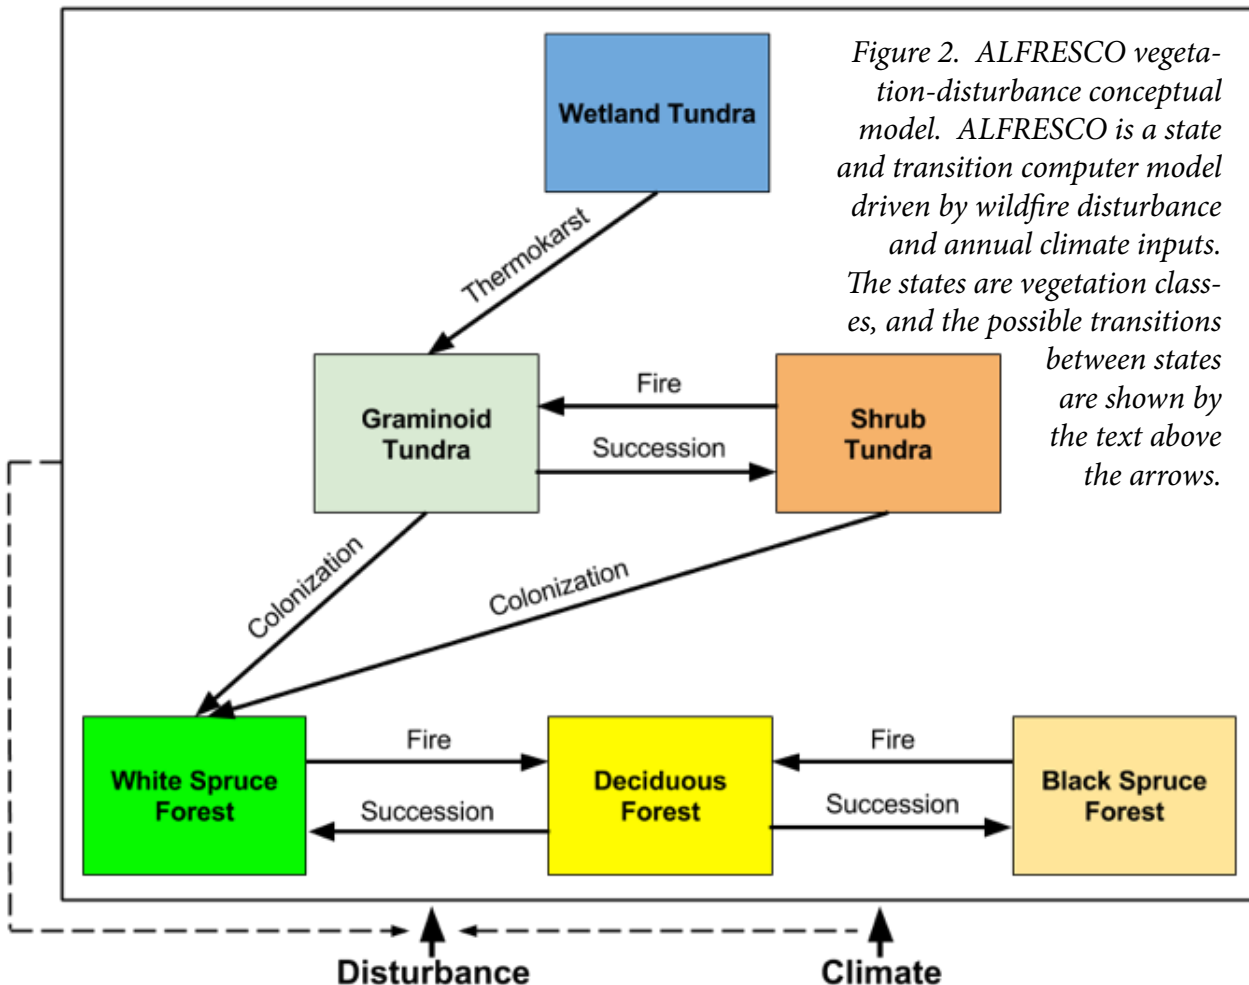 Wetland Tundra
Figure 2. ALFRESCO vegeta-
tion-disturbance conceptual
model. ALFRESCO is a state
and transition computer model
driven by wildfire disturbance
and annual climate inputs.
The states are vegetation class-
es, and the possible transitions
between states
are shown by
the text above
the arrows.
Thermokarst
Graminoid
Tundra
Fire
Succession
Shrub
Tundra
Colonization
Colonization
White Spruce
Forest
Fire
Succession
Deciduous
Forest
Fire
Succession
Black Spruce
Forest
Disturbance
Climate